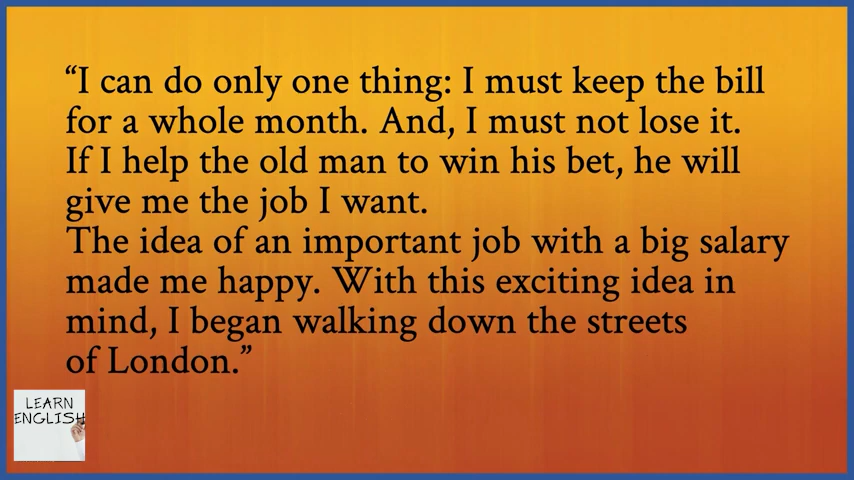 “I can do only one thing: I must keep the bill
for a whole month. And, I must not lose it.
If I help the old man to win his bet, he will
give me the job I want.
The idea of an important job with a big salary
made me happy. With this exciting idea in
mind, I began walking down the streets
of London.”
LEARN
ENGLISH